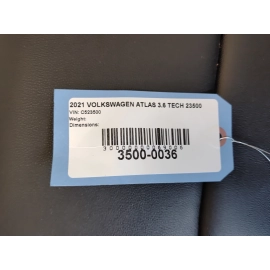 2021 VOLKSWAGEN ATLAS 3.6 TECH 23500
VIN: C523500
Weight:
Dimensions:
3500-0036